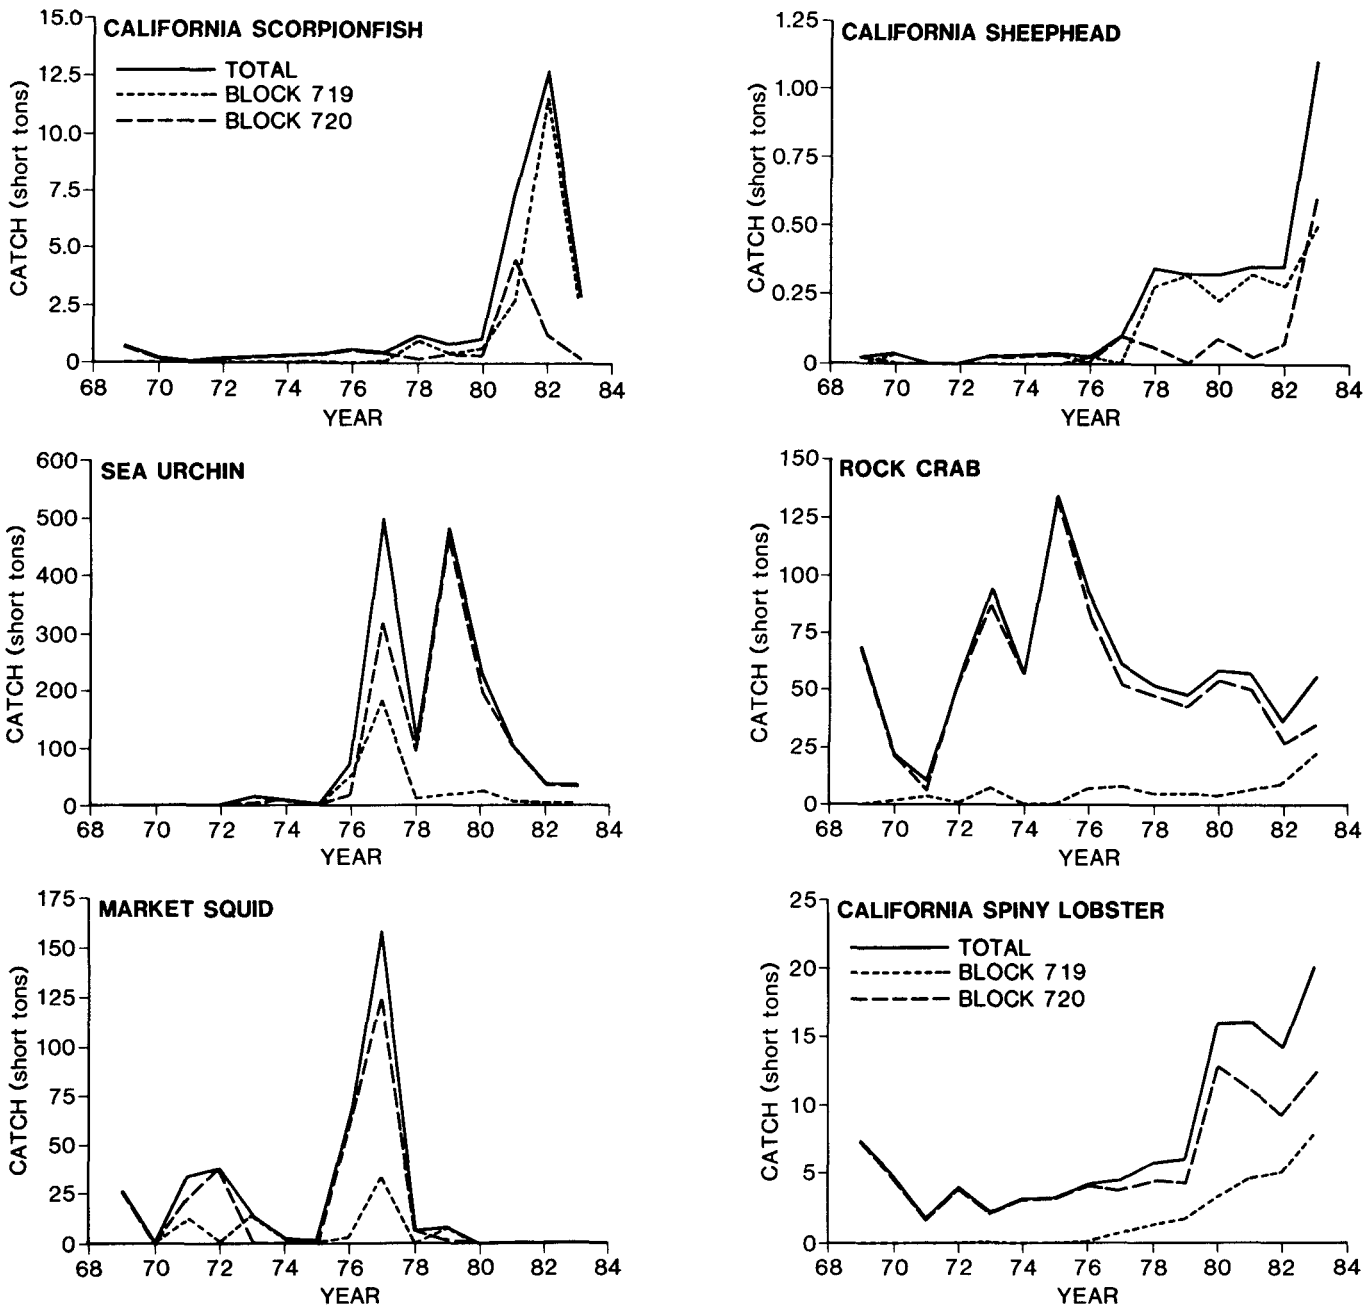 CALIFORNIA SCORPIONFISH
TOTAL
BLOCK 719
BLOCK 720
CATCH (short tons)
15.0
12.5
10.0
7.5
5.0
2.5
0
68 70 72 74 76 78 80 82 84
YEAR
CALIFORNIA SHEEPHEAD
CATCH (short tons)
1.25
1.00
0.75
0.50
0.25
0
68 70 72 74 76 78 80 82 84
YEAR
SEA URCHIN
CATCH (short tons)
600
500
400
300
200
100
0
68 70 72 74 76 78 80 82 84
YEAR
ROCK CRAB
CATCH (short tons)
150
125
100
75
50
25
0
68 70 72 74 76 78 80 82 84
YEAR
MARKET SQUID
CATCH (short tons)
175
150
125
100
75
50
25
0
68 70 72 74 76 78 80 82 84
YEAR
CALIFORNIA SPINY LOBSTER
TOTAL
BLOCK 719
BLOCK 720
CATCH (short tons)
25
20
15
10
5
0
68 70 72 74 76 78 80 82 84
YEAR